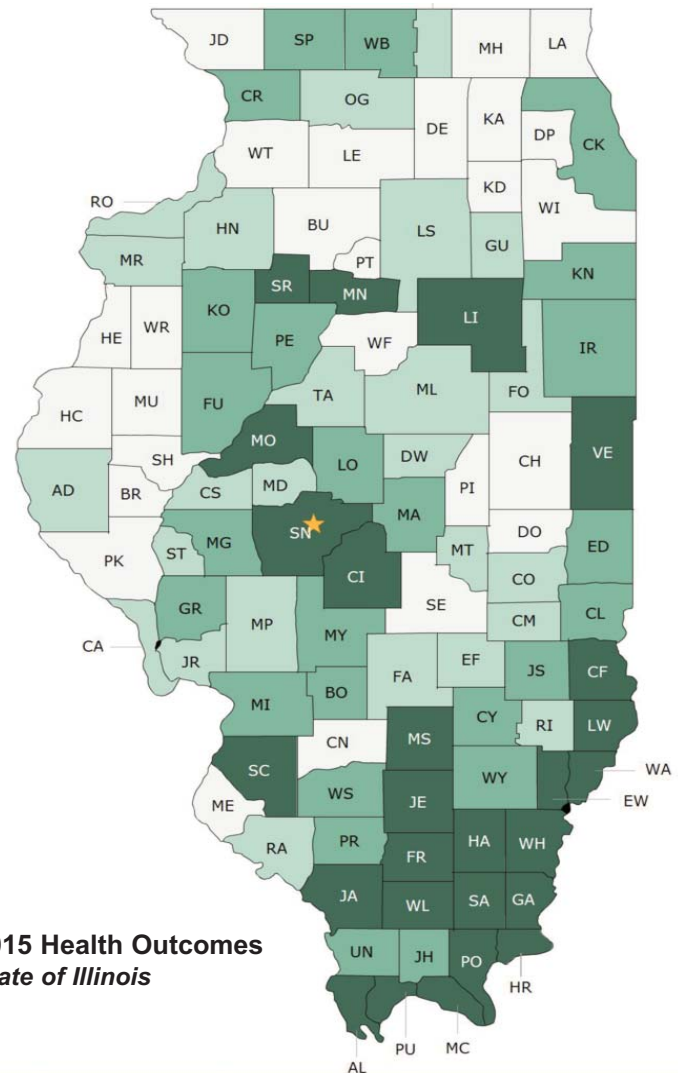 JD
SP
WB
MH
LA
CR
OG
DE
KA
DP
CK
WT
LE
KD
WI
RO
HN
BU
LS
GU
MR
PT
KN
SR
MN
KO
LI
HE
WR
PE
WF
IR
TA
ML
FO
HC
MU
FU
MO
SH
LO
DW
CH
VE
AD
BR
CS
MD
PI
MA
SN
DO
PK
ST
MG
MT
ED
CI
CO
GR
SE
CA
MP
MY
CM
CL
JR
EF
FA
JS
CF
MI
BO
CY
RI
LW
CN
MS
SC
WY
WA
ME
WS
JE
EW
RA
PR
HA
WH
FR
JA
WL
SA
GA
015 Health Outcomes
ate of Illinois
UN
JH
PO
HR
PU
MC
AL